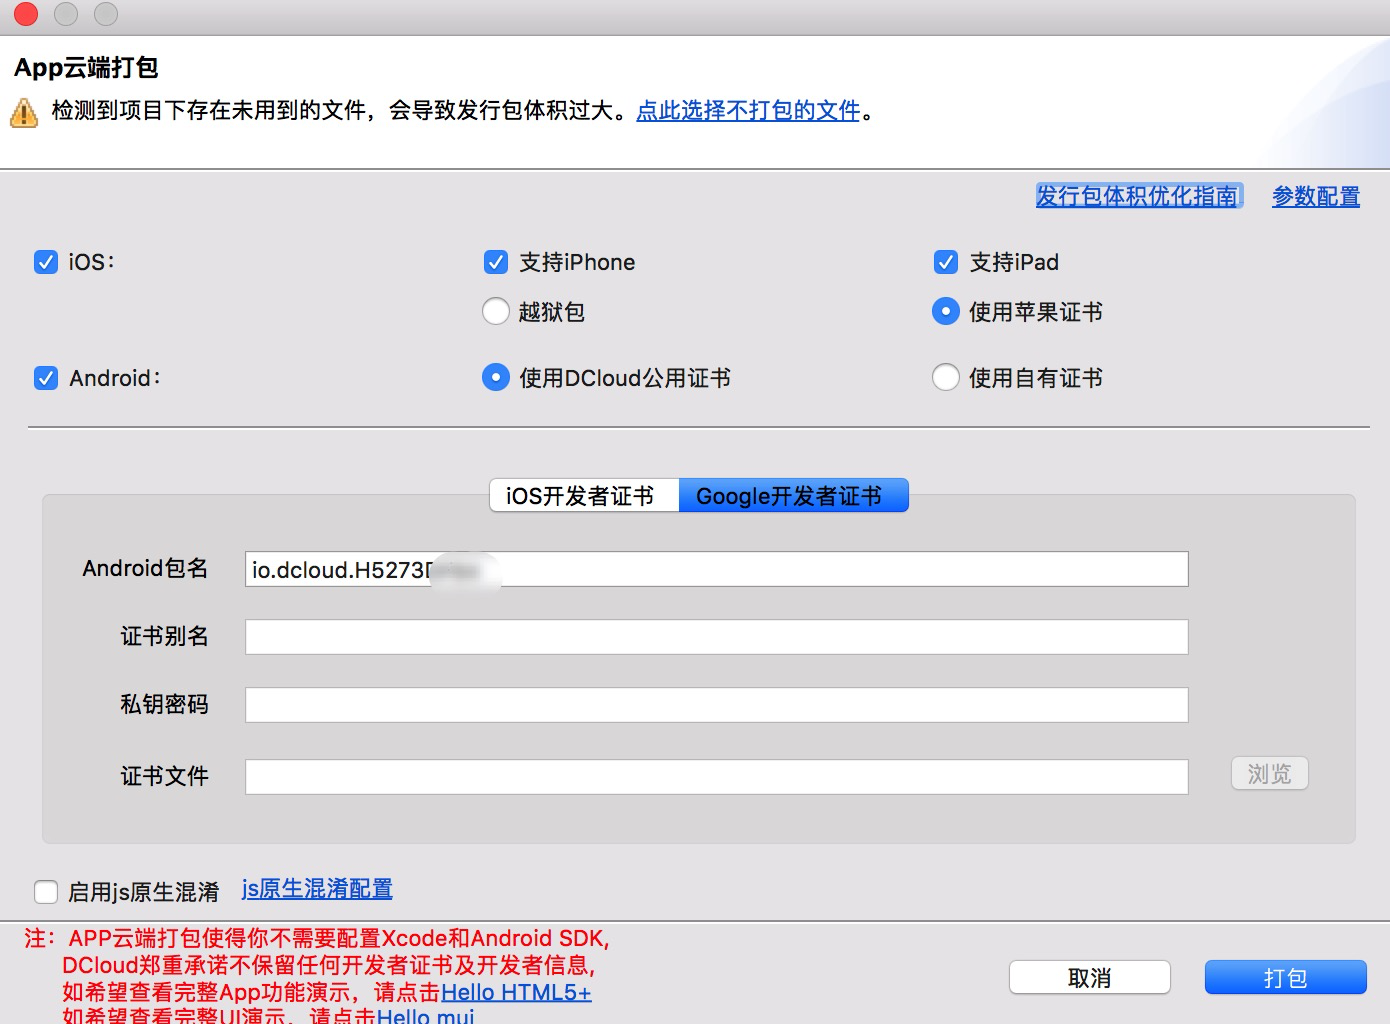 App云端打包
检测到项目下存在未用到的文件，会导致发行包体积过大。点此选择不打包的文件。
发行包体积优化指南 参数配置
iOS： 支持iPhone 支持iPad
越狱包 使用苹果证书
Android： 使用DCloud公用证书 使用自有证书
iOS开发者证书 Google开发者证书
Android包名 io.dcloud.H5273
证书别名
私钥密码
证书文件 浏览
启用js原生混淆 js原生混淆配置
注：APP云端打包使得你不需要配置Xcode和Android SDK,
DCloud郑重承诺不保留任何开发者证书及开发者信息,
如希望查看完整App功能演示，请点击Hello HTML5+
如希望查看完整UI演示，请点击Hello mui
取消 打包